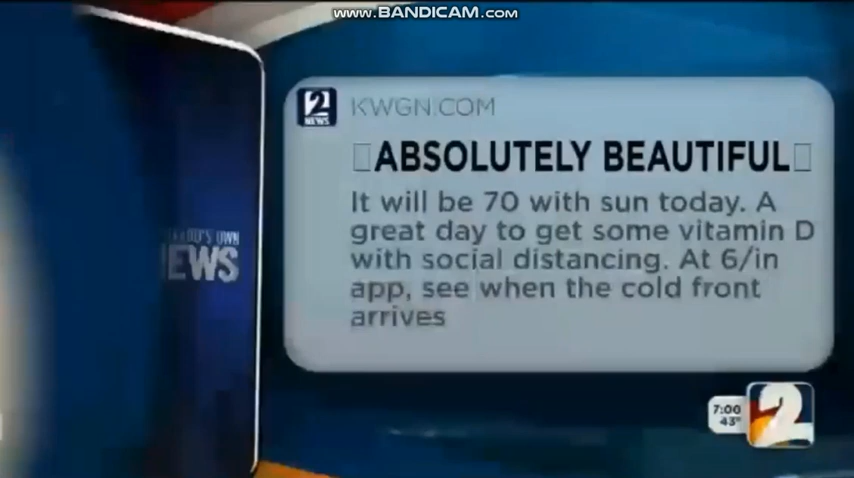 WWW.BANDICAM.COM
2
NEWS
KWGN.COM
ABSOLUTELY BEAUTIFUL
It will be 70 with sun today. A
great day to get some vitamin D
with social distancing. At 6/in
app, see when the cold front
arrives
OWN
EWS
7:00
43°
2